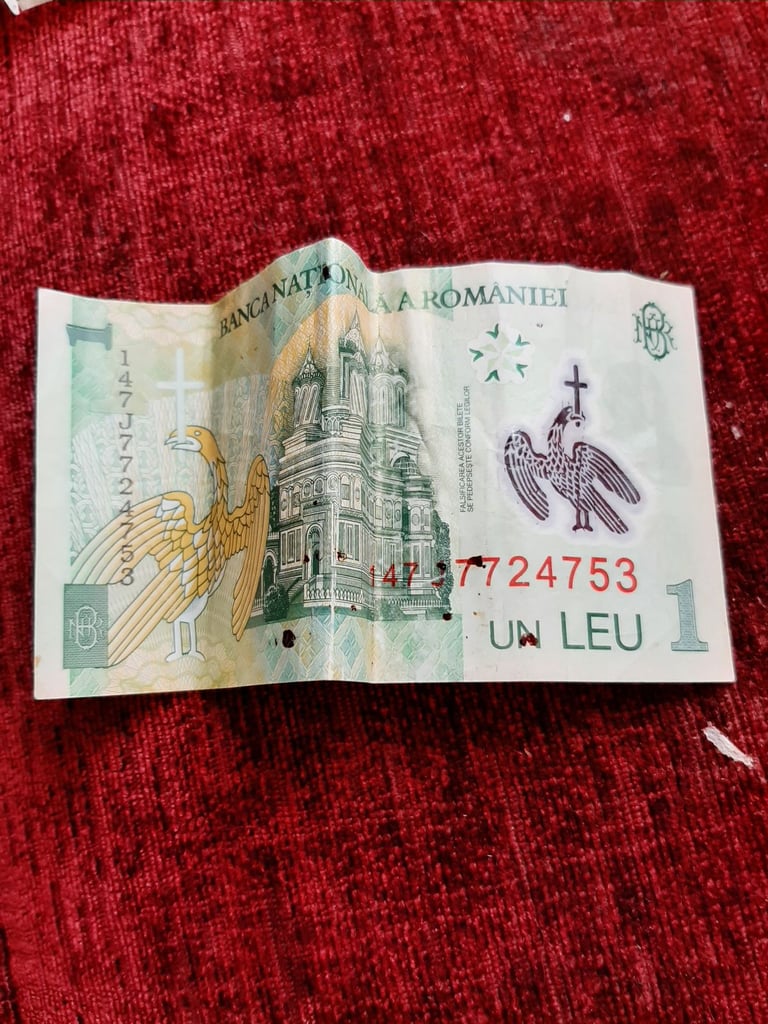 BANCA NAȚIONALĂ A ROMÂNIEI
1
147J7724753
FALSIFICAREA ACESTOR BILETE
SE PEDEPSEȘTE CONFORM LEGILOR
147 7724753
UN LEU
1